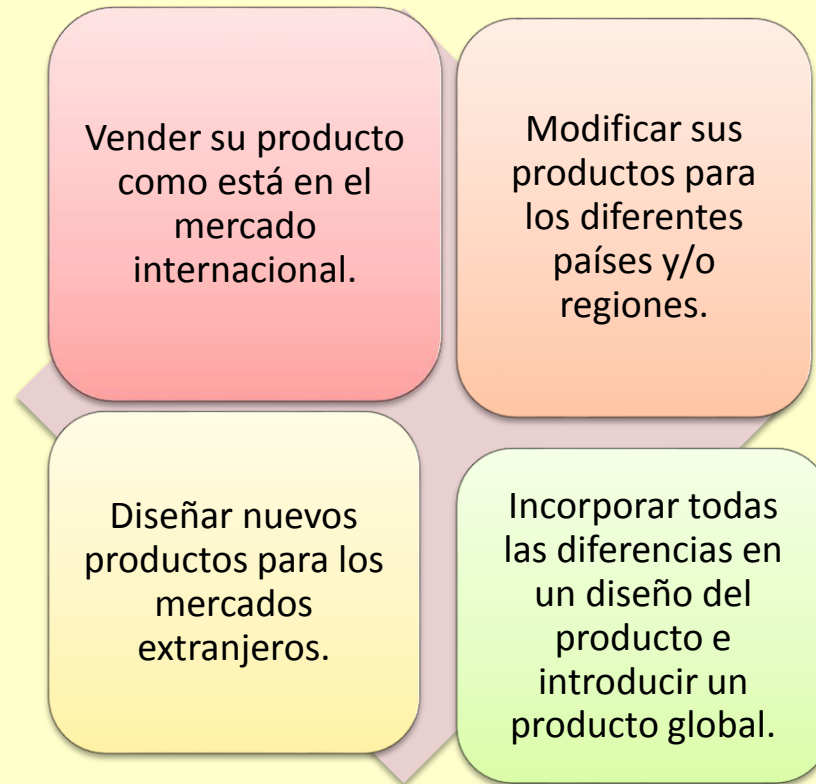 Vender su producto
como está en el
mercado
internacional.
Modificar sus
productos para
los diferentes
países y/o
regiones.
Diseñar nuevos
productos para los
mercados
extranjeros.
Incorporar todas
las diferencias en
un diseño del
producto e
introducir un
producto global.